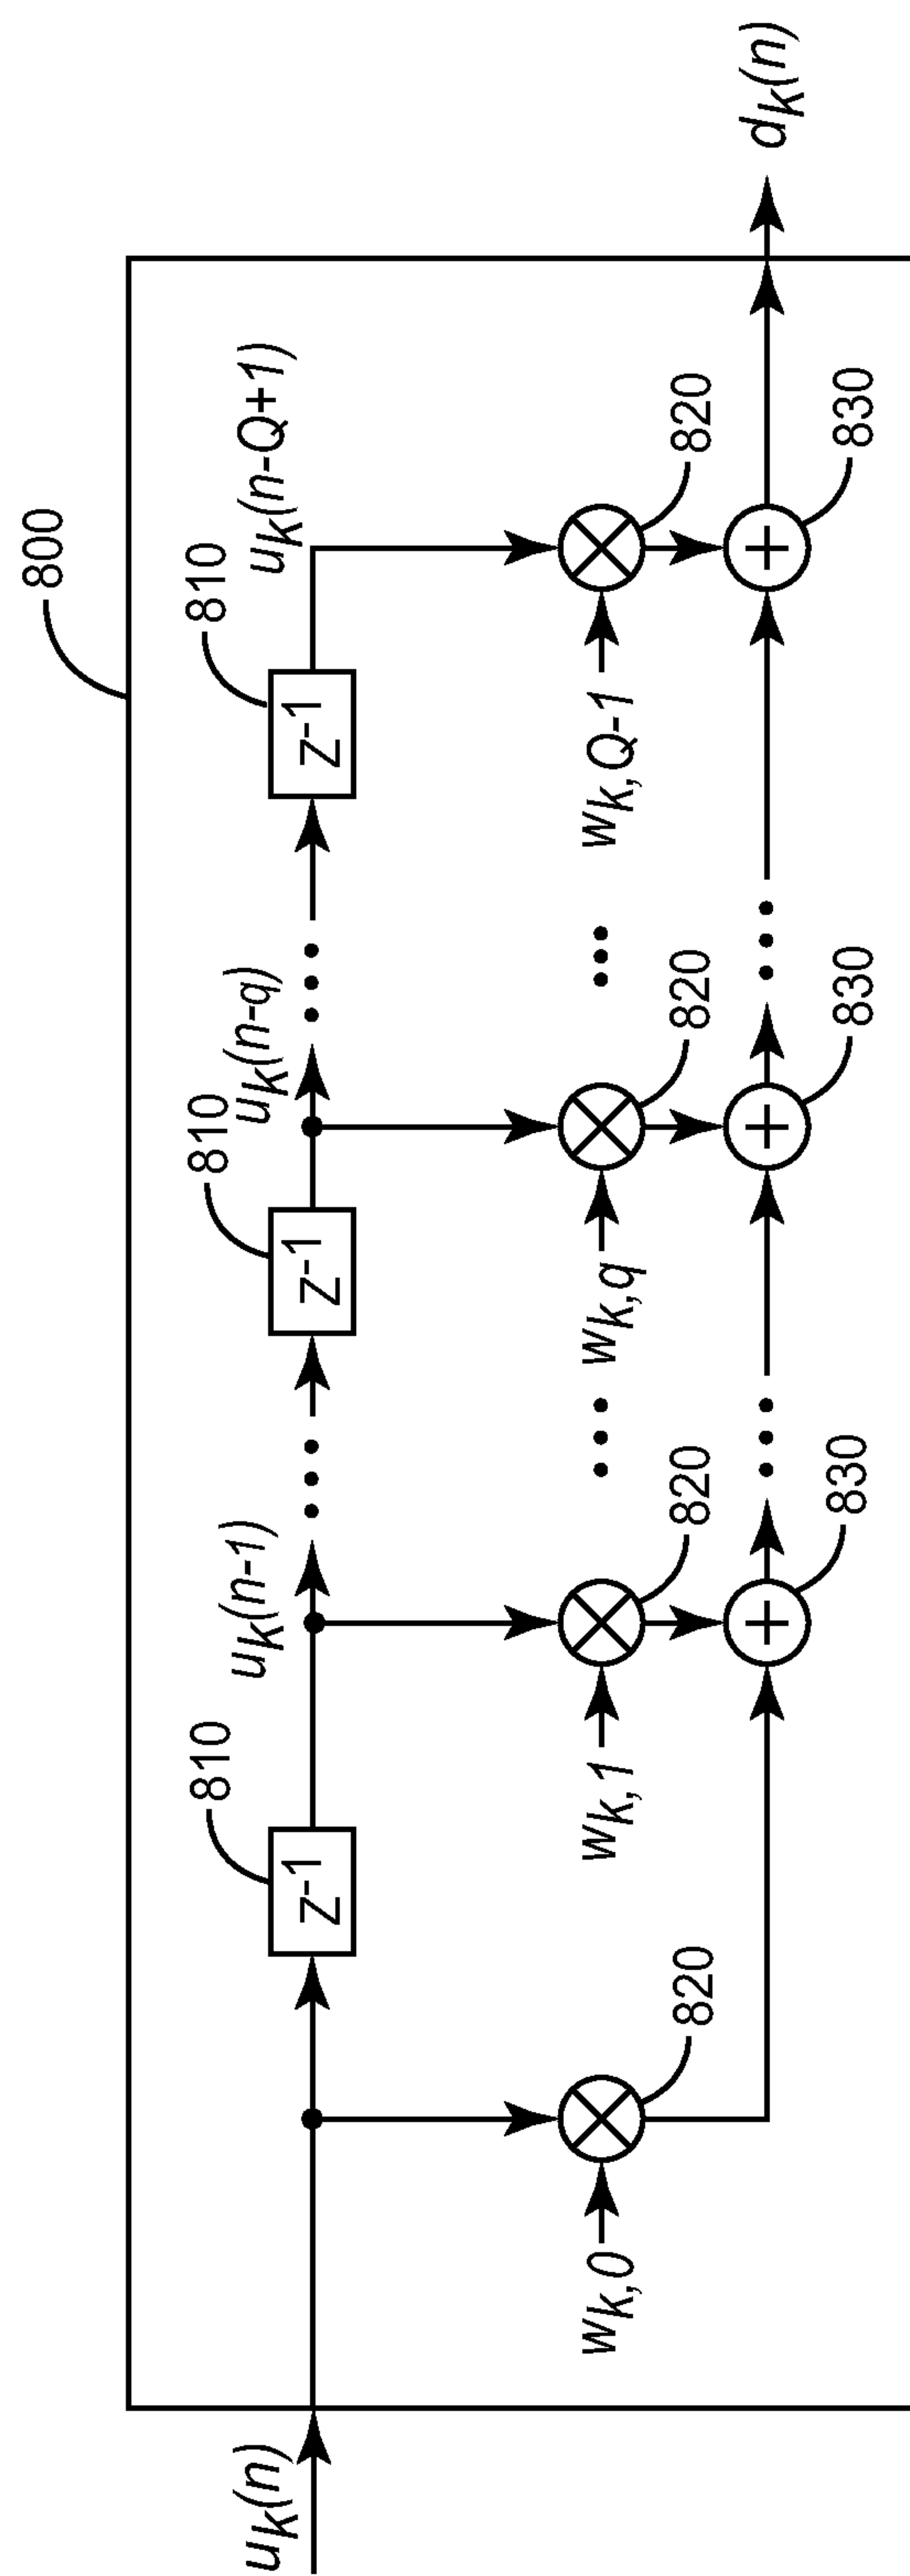 800
810
810
810
u_k(n)
u_k(n-1)
u_k(n-q)
u_k(n-Q+1)
z⁻¹
z⁻¹
z⁻¹
w_k,0
w_k,1
w_k,q
w_k,Q-1
820
820
820
820
830
830
830
d_k(n)